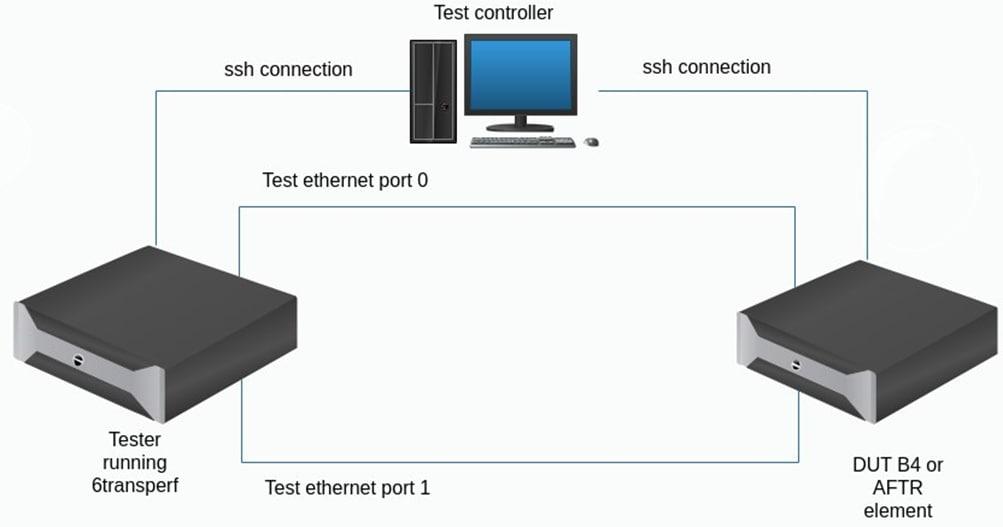 Test controller
ssh connection
ssh connection
Test ethernet port 0
Tester
running
6transperf
Test ethernet port 1
DUT B4 or
AFTR
element